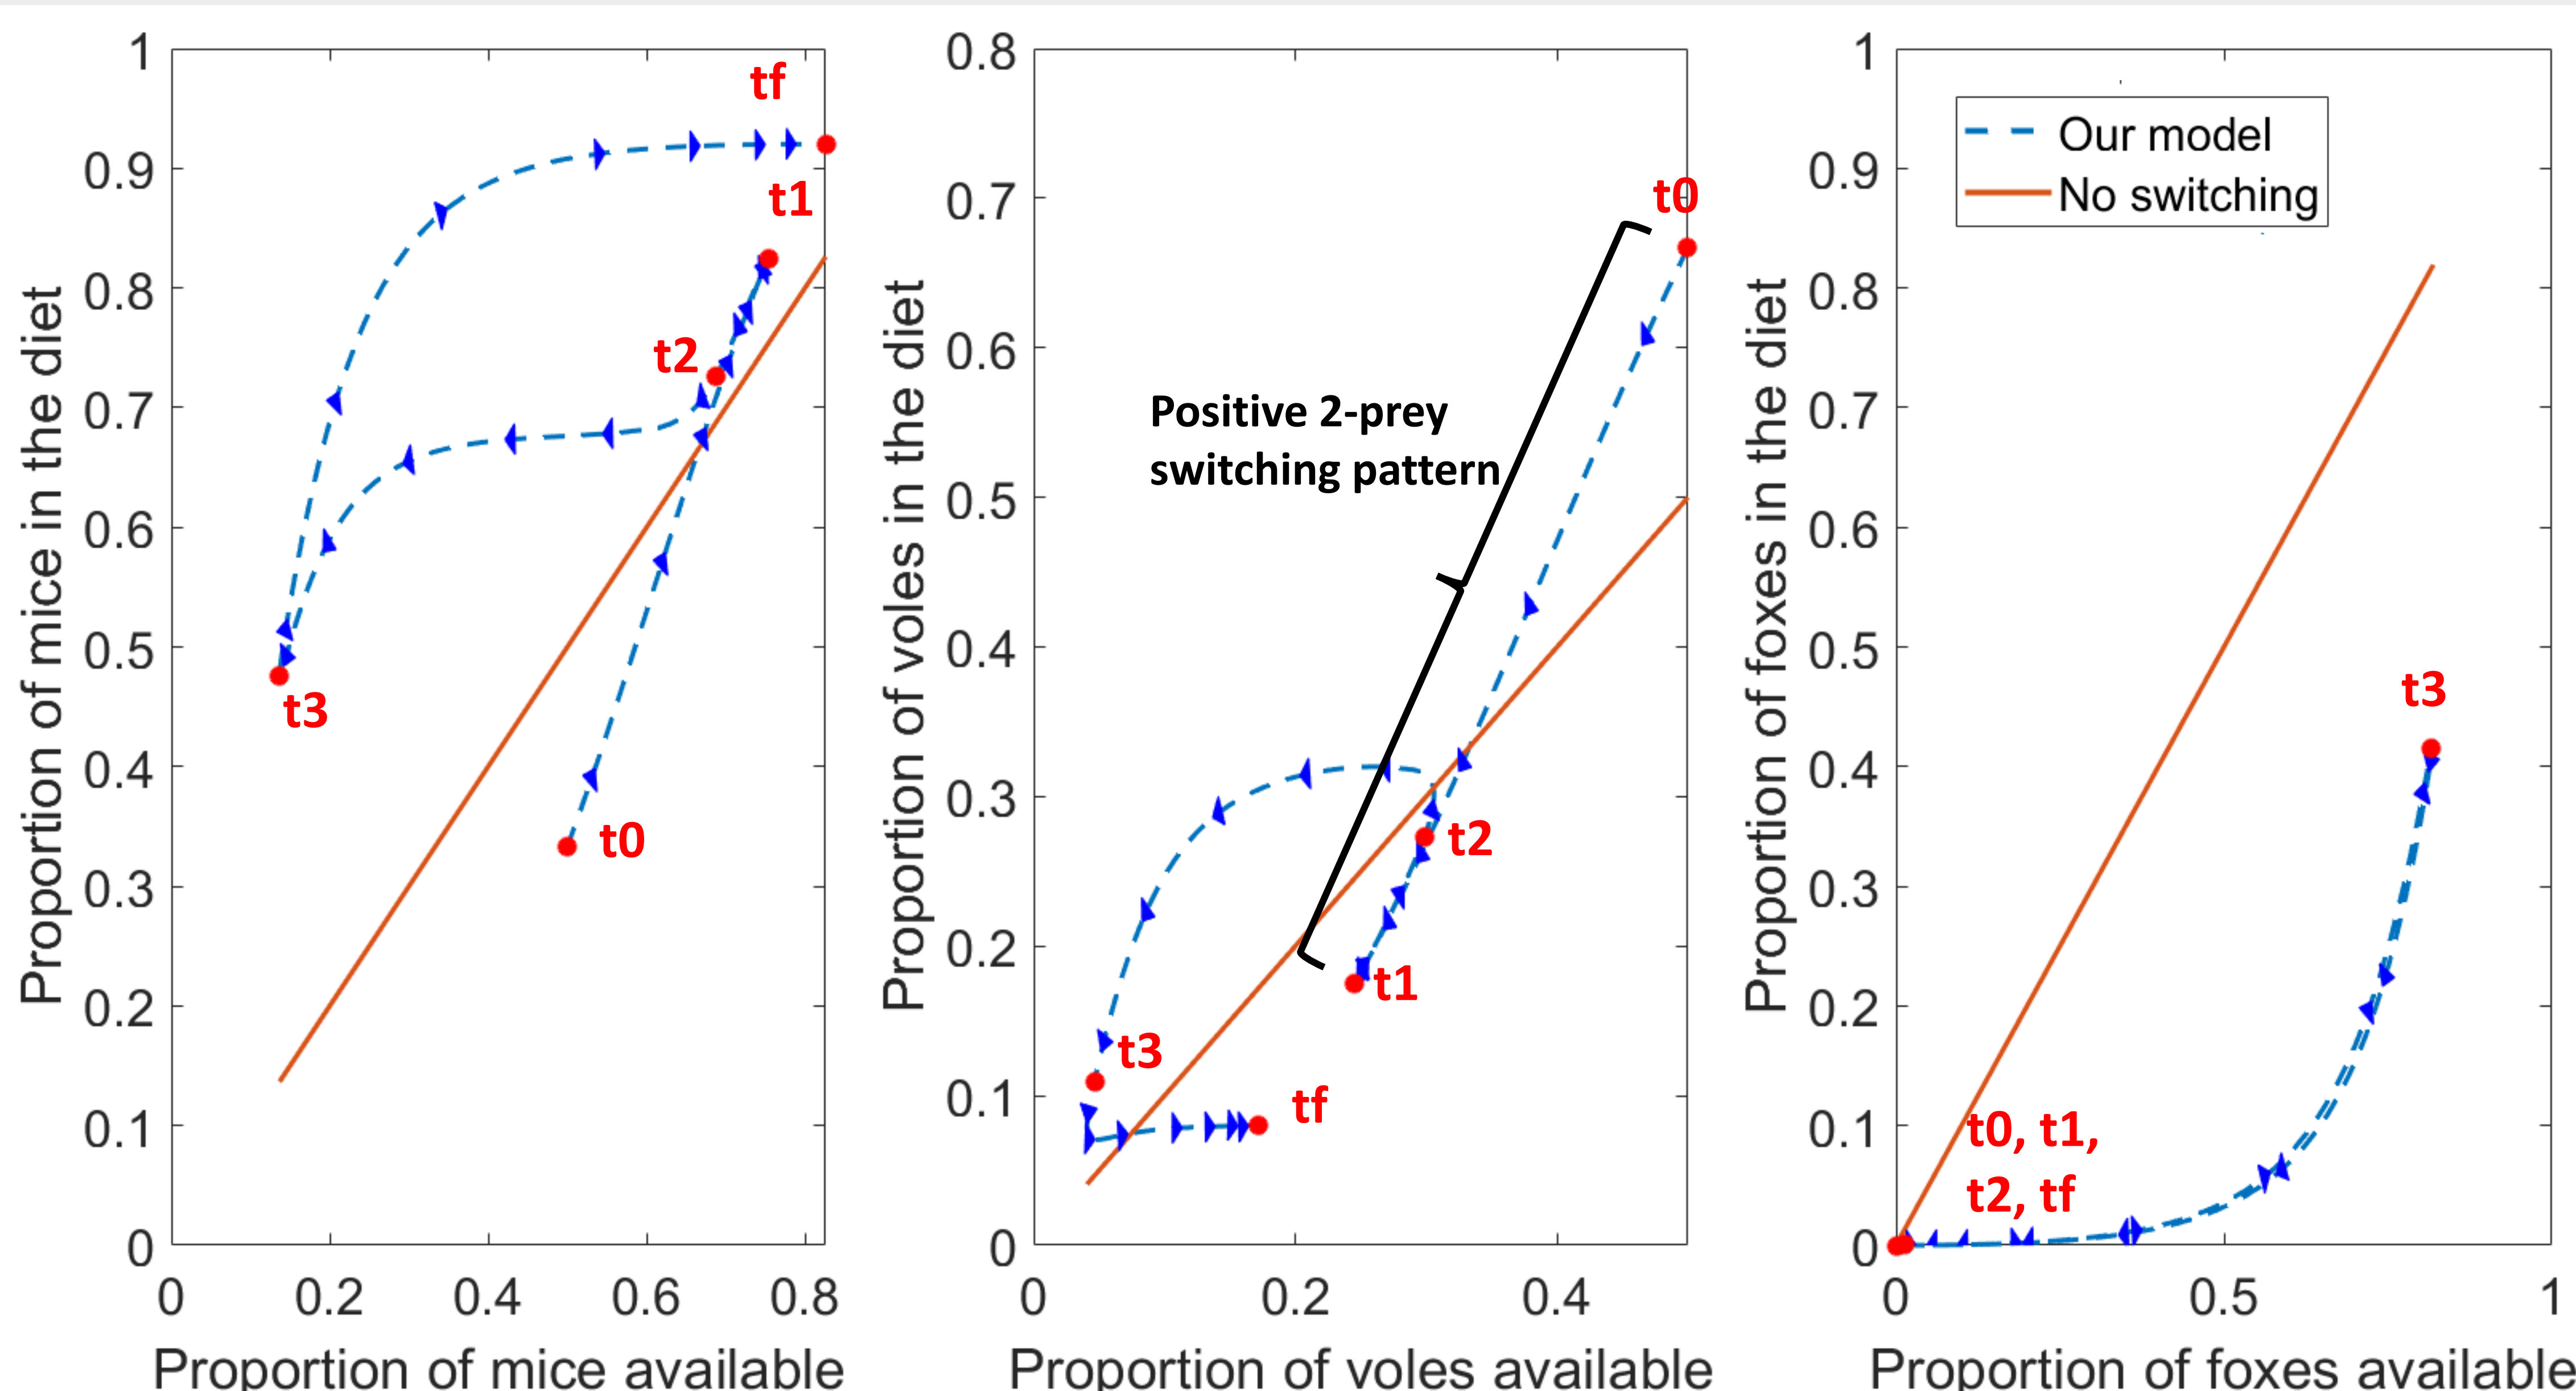 Proportion of mice in the diet
1
0.9
0.8
0.7
0.6
0.5
0.4
0.3
0.2
0.1
0
0
0.2
0.4
0.6
0.8
Proportion of mice available
tf
t1
t2
t3
t0
Proportion of voles in the diet
0.8
0.7
0.6
0.5
0.4
0.3
0.2
0.1
0
0
0.2
0.4
Proportion of voles available
t0
Positive 2-prey
switching pattern
t2
t1
t3
tf
Proportion of foxes in the diet
1
0.9
0.8
0.7
0.6
0.5
0.4
0.3
0.2
0.1
0
0
0.5
1
Proportion of foxes available
Our model
No switching
t3
t0, t1,
t2, tf